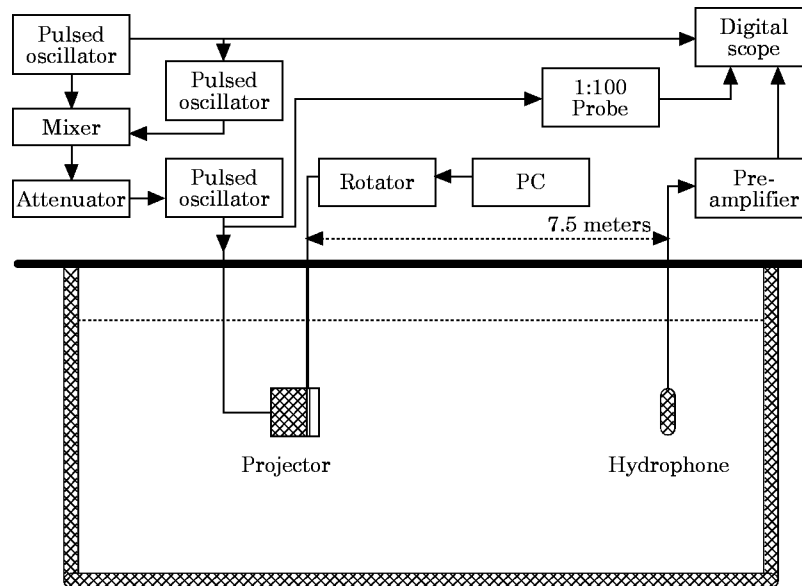 Pulsed
oscillator
Digital
scope
Pulsed
oscillator
1:100
Probe
Mixer
Attenuator
Pulsed
oscillator
Rotator
PC
Pre-
amplifier
7.5 meters
Projector
Hydrophone